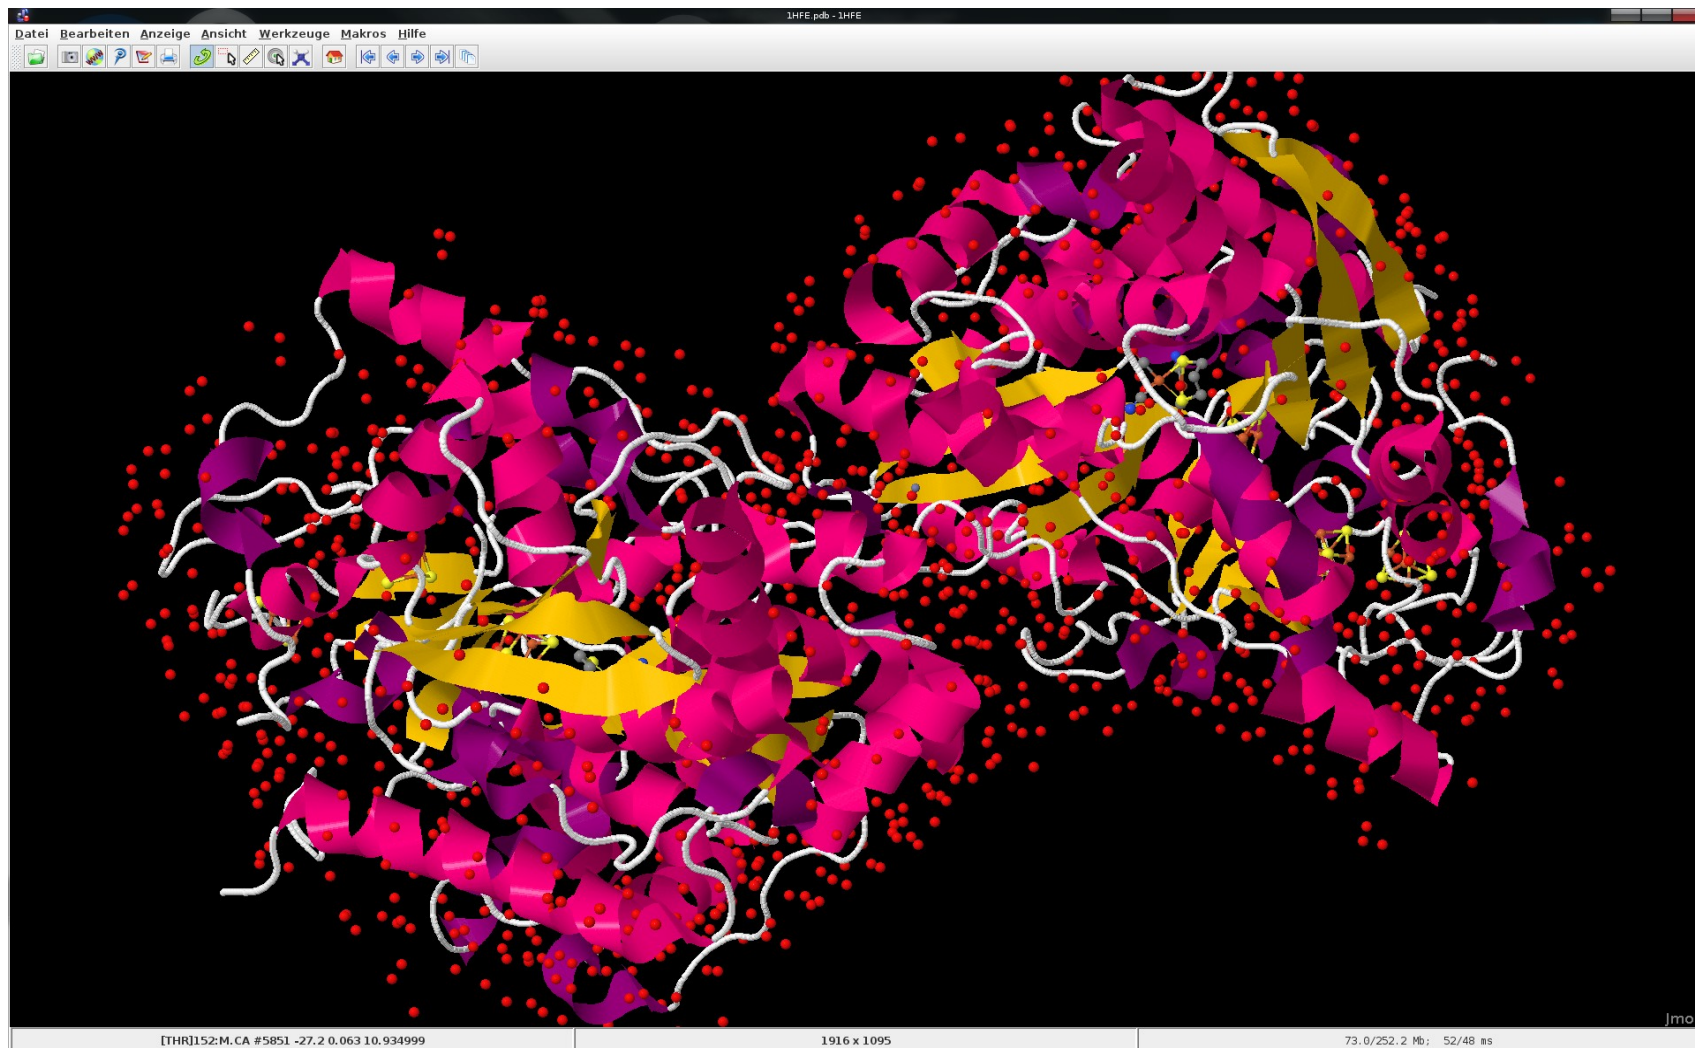 1HFE.pdb - 1HFE
Datei Bearbeiten Anzeige Ansicht Werkzeuge Makros Hilfe
Jmo
[THR]152:M.CA #5851 -27.2 0.063 10.934999 1916 x 1095 73.0/252.2 Mb; 52/48 ms